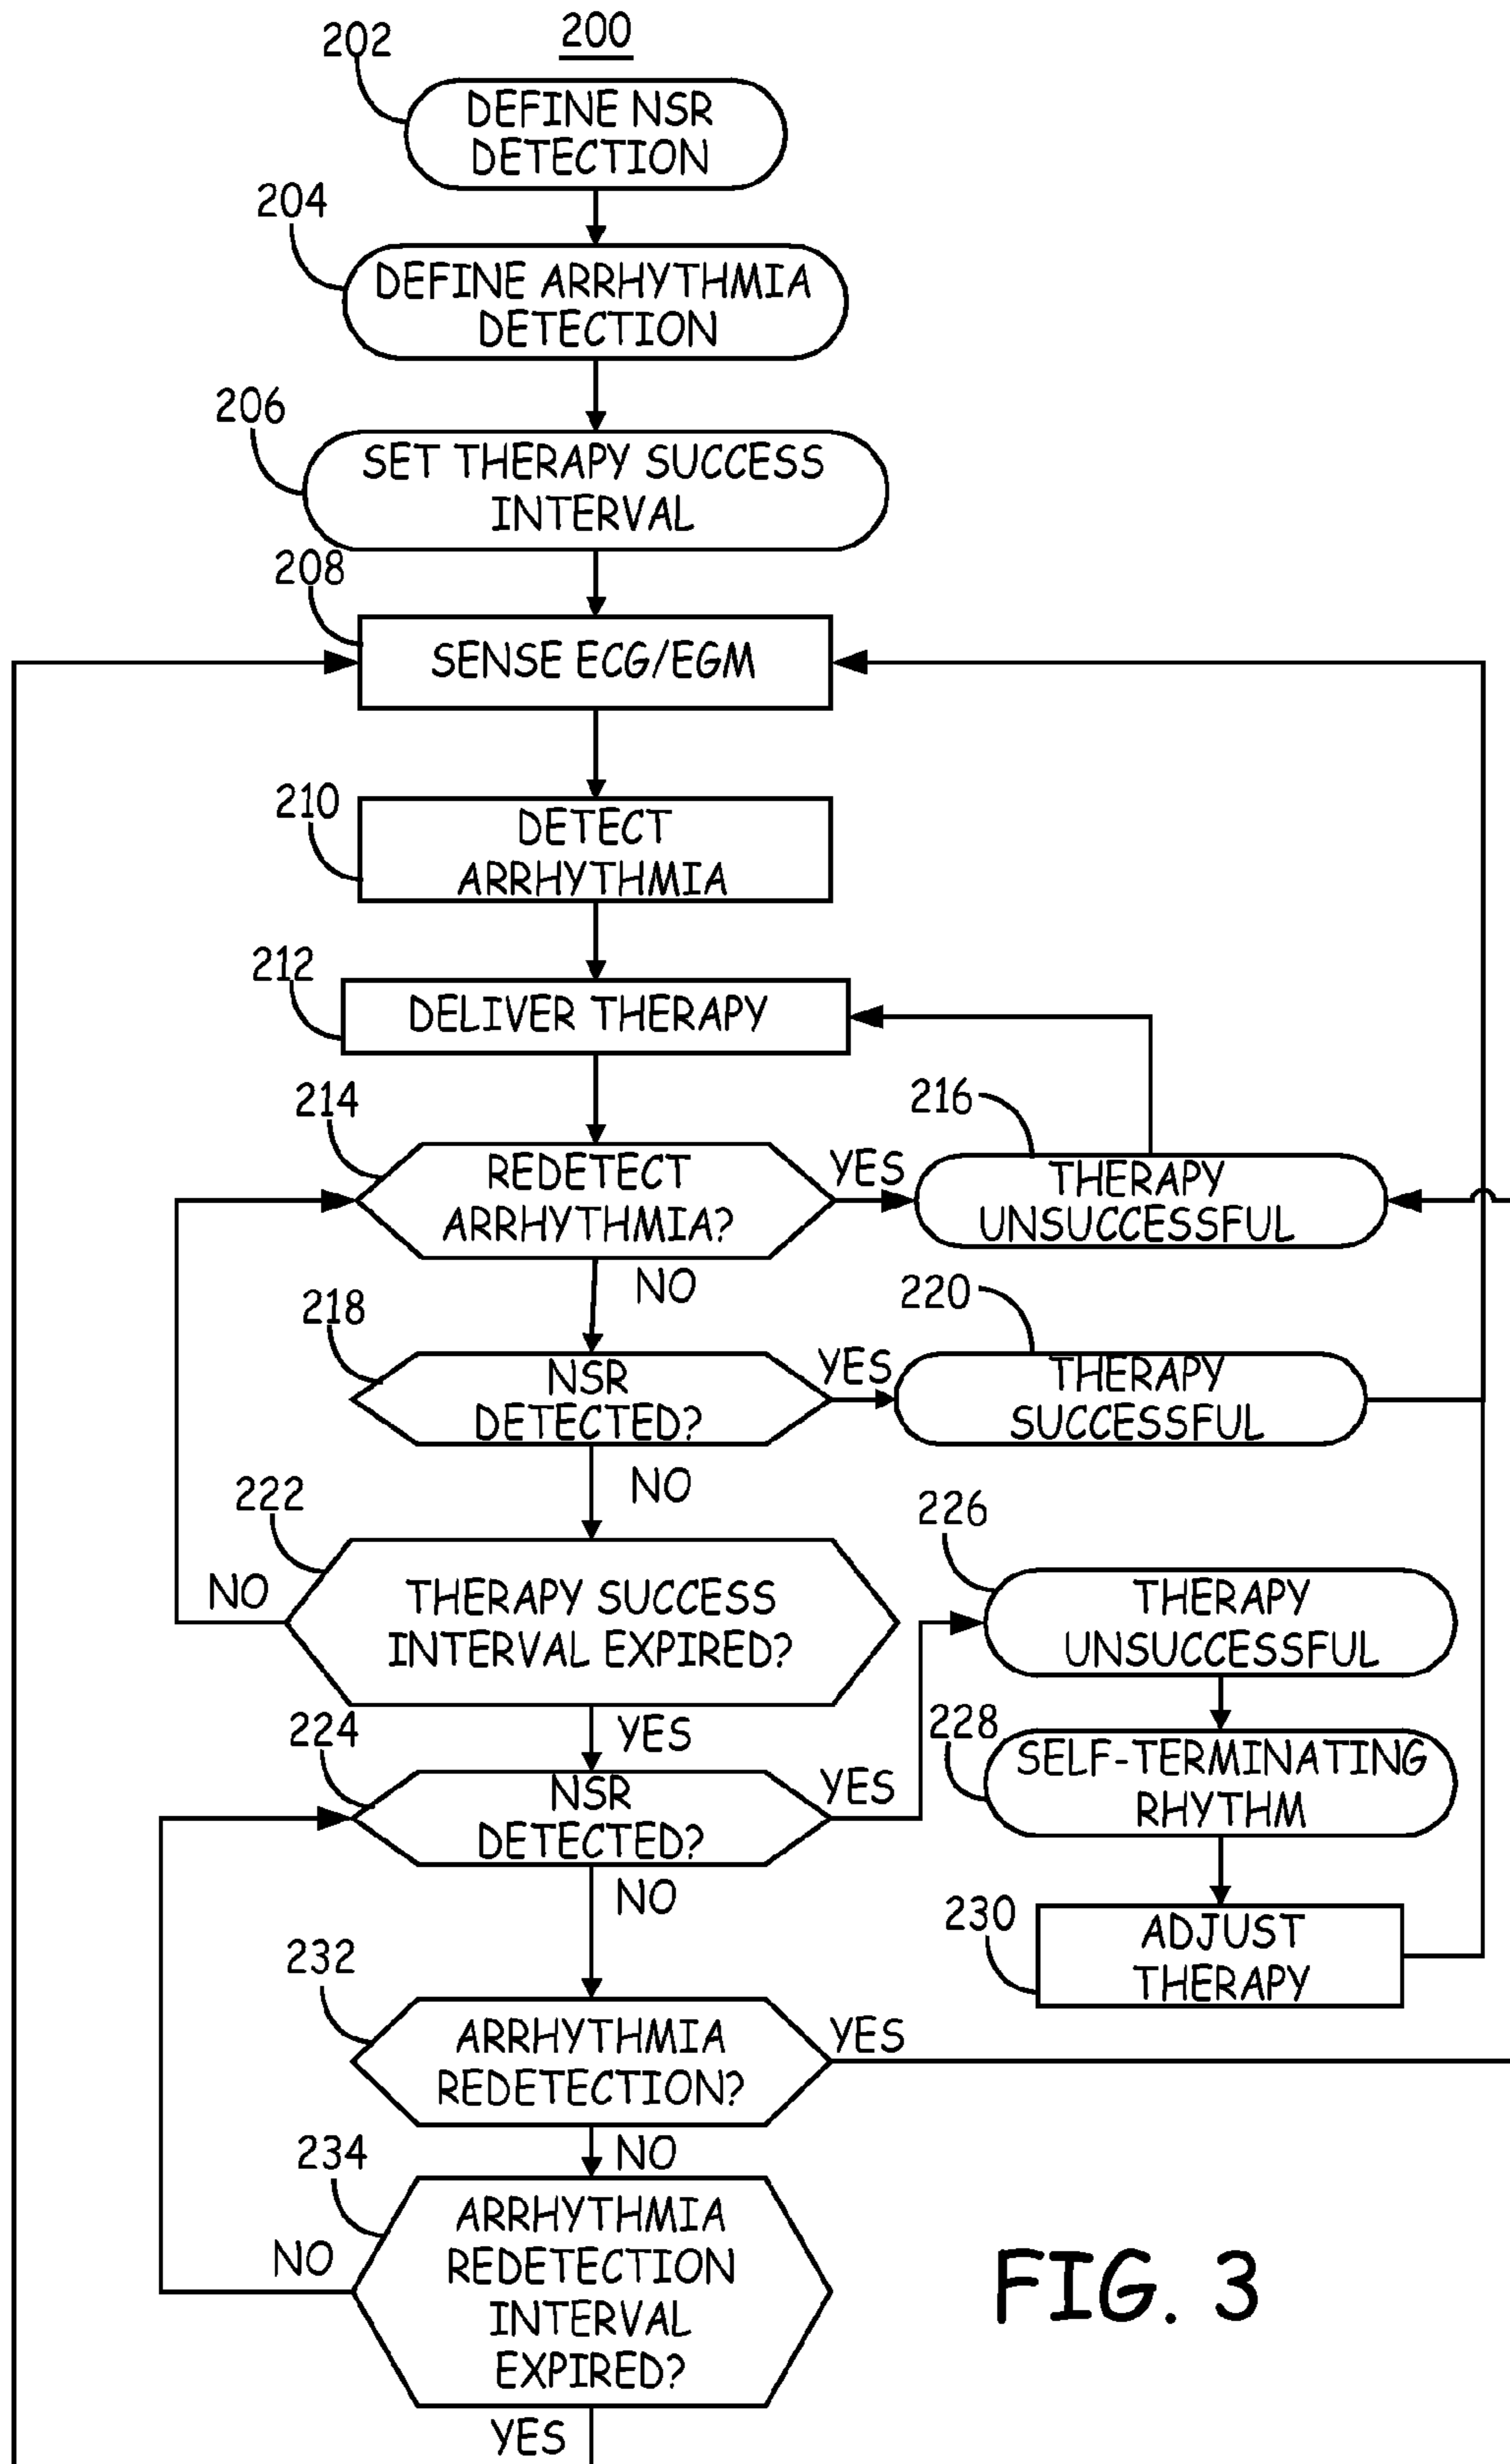 200
202
DEFINE NSR
DETECTION
204
DEFINE ARRHYTHMIA
DETECTION
206
SET THERAPY SUCCESS
INTERVAL
208
SENSE ECG/EGM
210
DETECT
ARRHYTHMIA
212
DELIVER THERAPY
214
REDETECT
ARRHYTHMIA?
YES
NO
216
THERAPY
UNSUCCESSFUL
218
NSR
DETECTED?
YES
NO
220
THERAPY
SUCCESSFUL
222
THERAPY SUCCESS
INTERVAL EXPIRED?
NO
YES
224
NSR
DETECTED?
YES
NO
226
THERAPY
UNSUCCESSFUL
228
SELF-TERMINATING
RHYTHM
230
ADJUST
THERAPY
232
ARRHYTHMIA
REDETECTION?
YES
NO
234
ARRHYTHMIA
REDETECTION
INTERVAL
EXPIRED?
NO
YES
FIG. 3